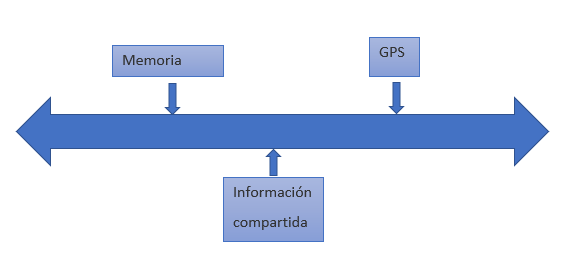 Memoria
GPS
Información
compartida